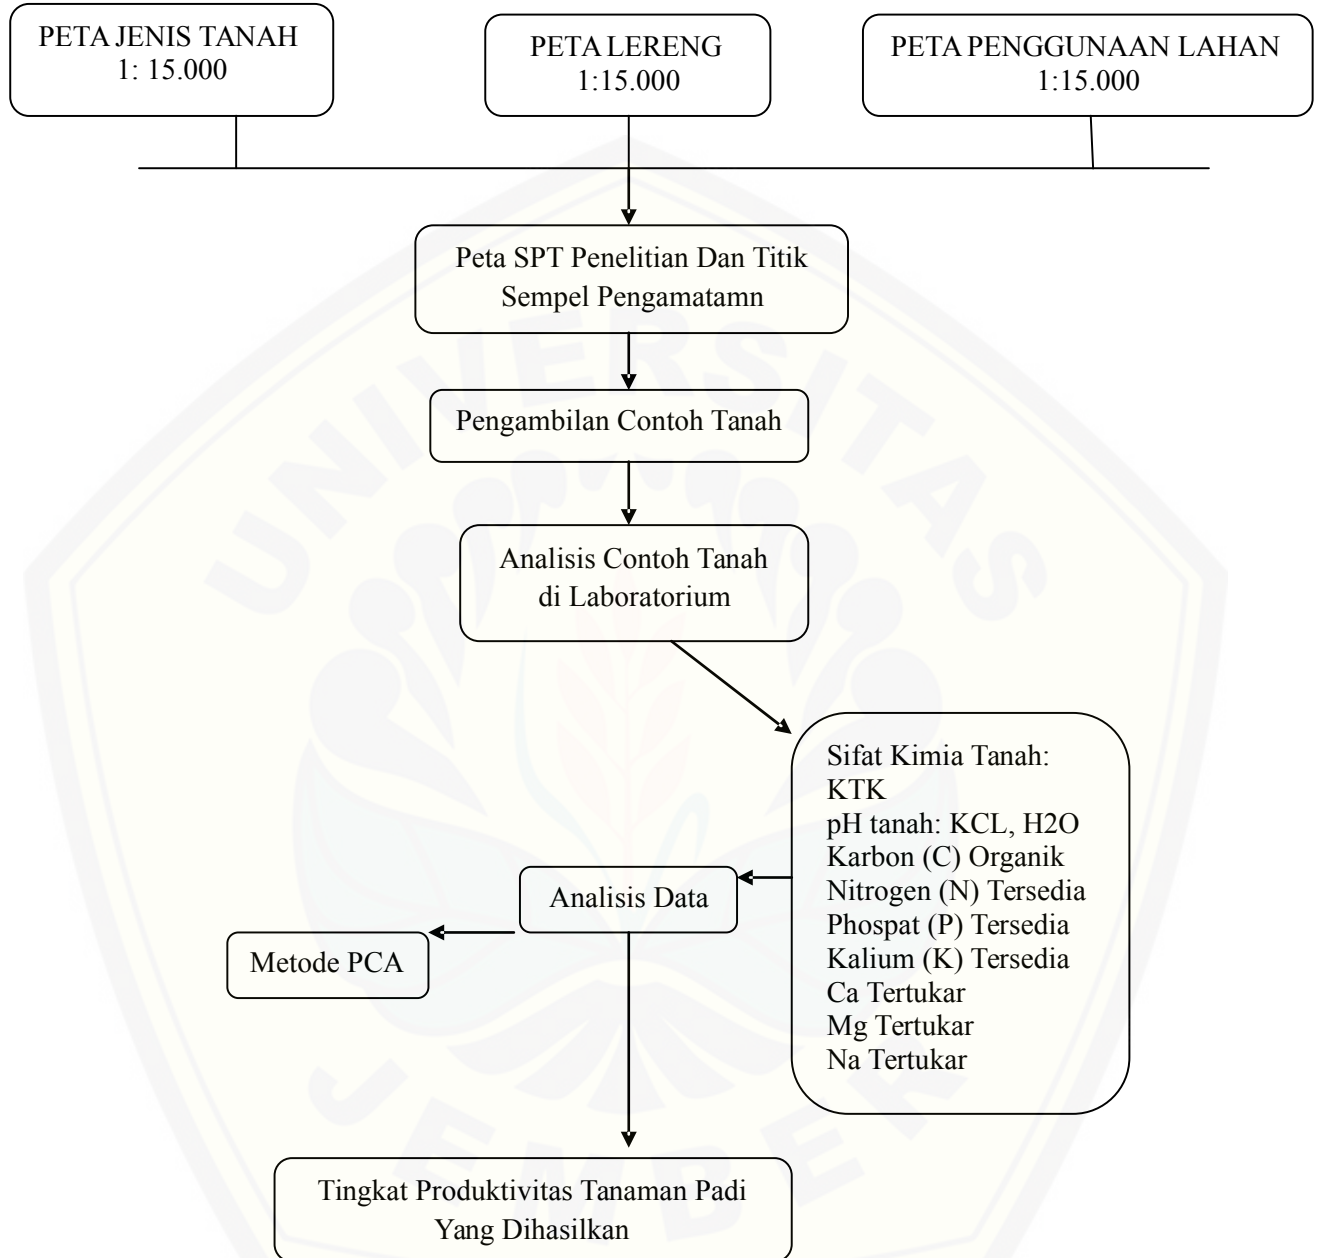 PETA JENIS TANAH
1: 15.000
PETA LERENG
1:15.000
PETA PENGGUNAAN LAHAN
1:15.000
Peta SPT Penelitian Dan Titik
Sempel Pengamatamn
Pengambilan Contoh Tanah
Analisis Contoh Tanah
di Laboratorium
Sifat Kimia Tanah:
KTK
pH tanah: KCL, H2O
Karbon (C) Organik
Nitrogen (N) Tersedia
Phospat (P) Tersedia
Kalium (K) Tersedia
Ca Tertukar
Mg Tertukar
Na Tertukar
Analisis Data
Metode PCA
Tingkat Produktivitas Tanaman Padi
Yang Dihasilkan
UNIVERSITAS
JEMBER